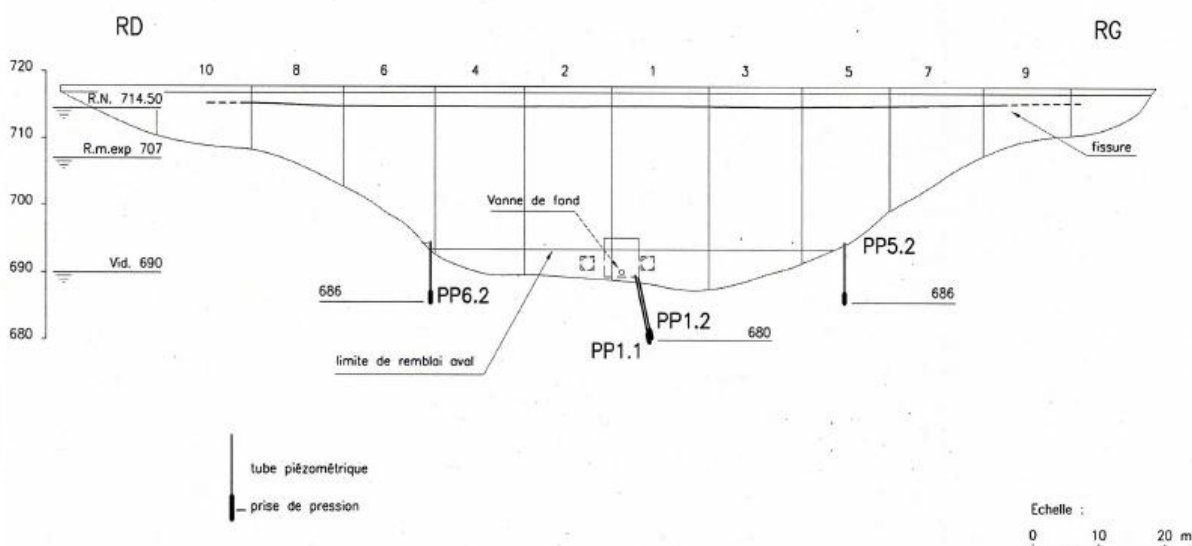 RD
RG
720
10 8 6 4 2 1 3 5 7 9
R.N. 714.50
710
R.m.exp 707
fissure
700
Vanne de fond
690
Vid. 690
PP5.2
686
PP6.2
686
PP1.2
680
680
PP1.1
limite de remblai aval
tube piézométrique
prise de pression
Echelle :
0 10 20 m